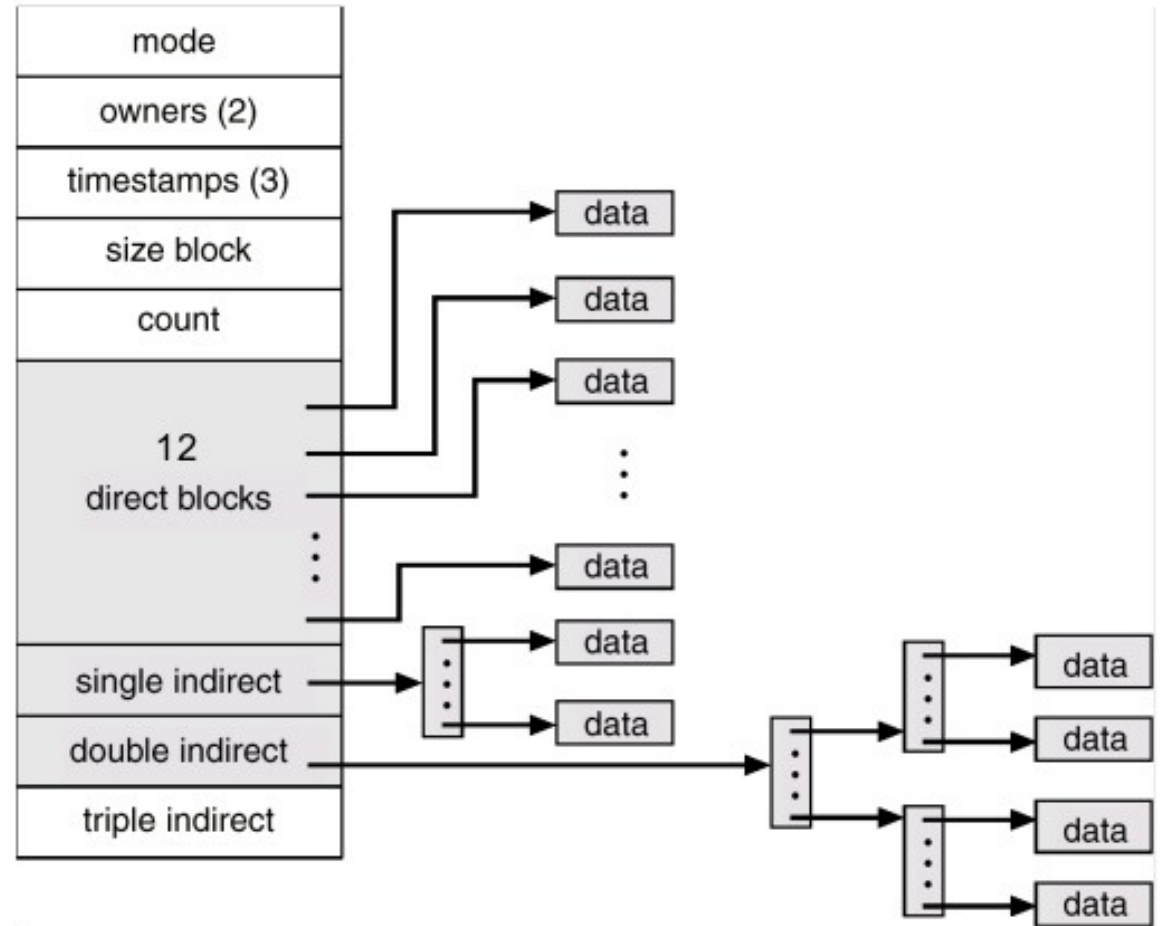 mode
owners (2)
timestamps (3)
size block
count
12
direct blocks
single indirect
double indirect
triple indirect
data
data
data
data
data
data
data
data
data
data